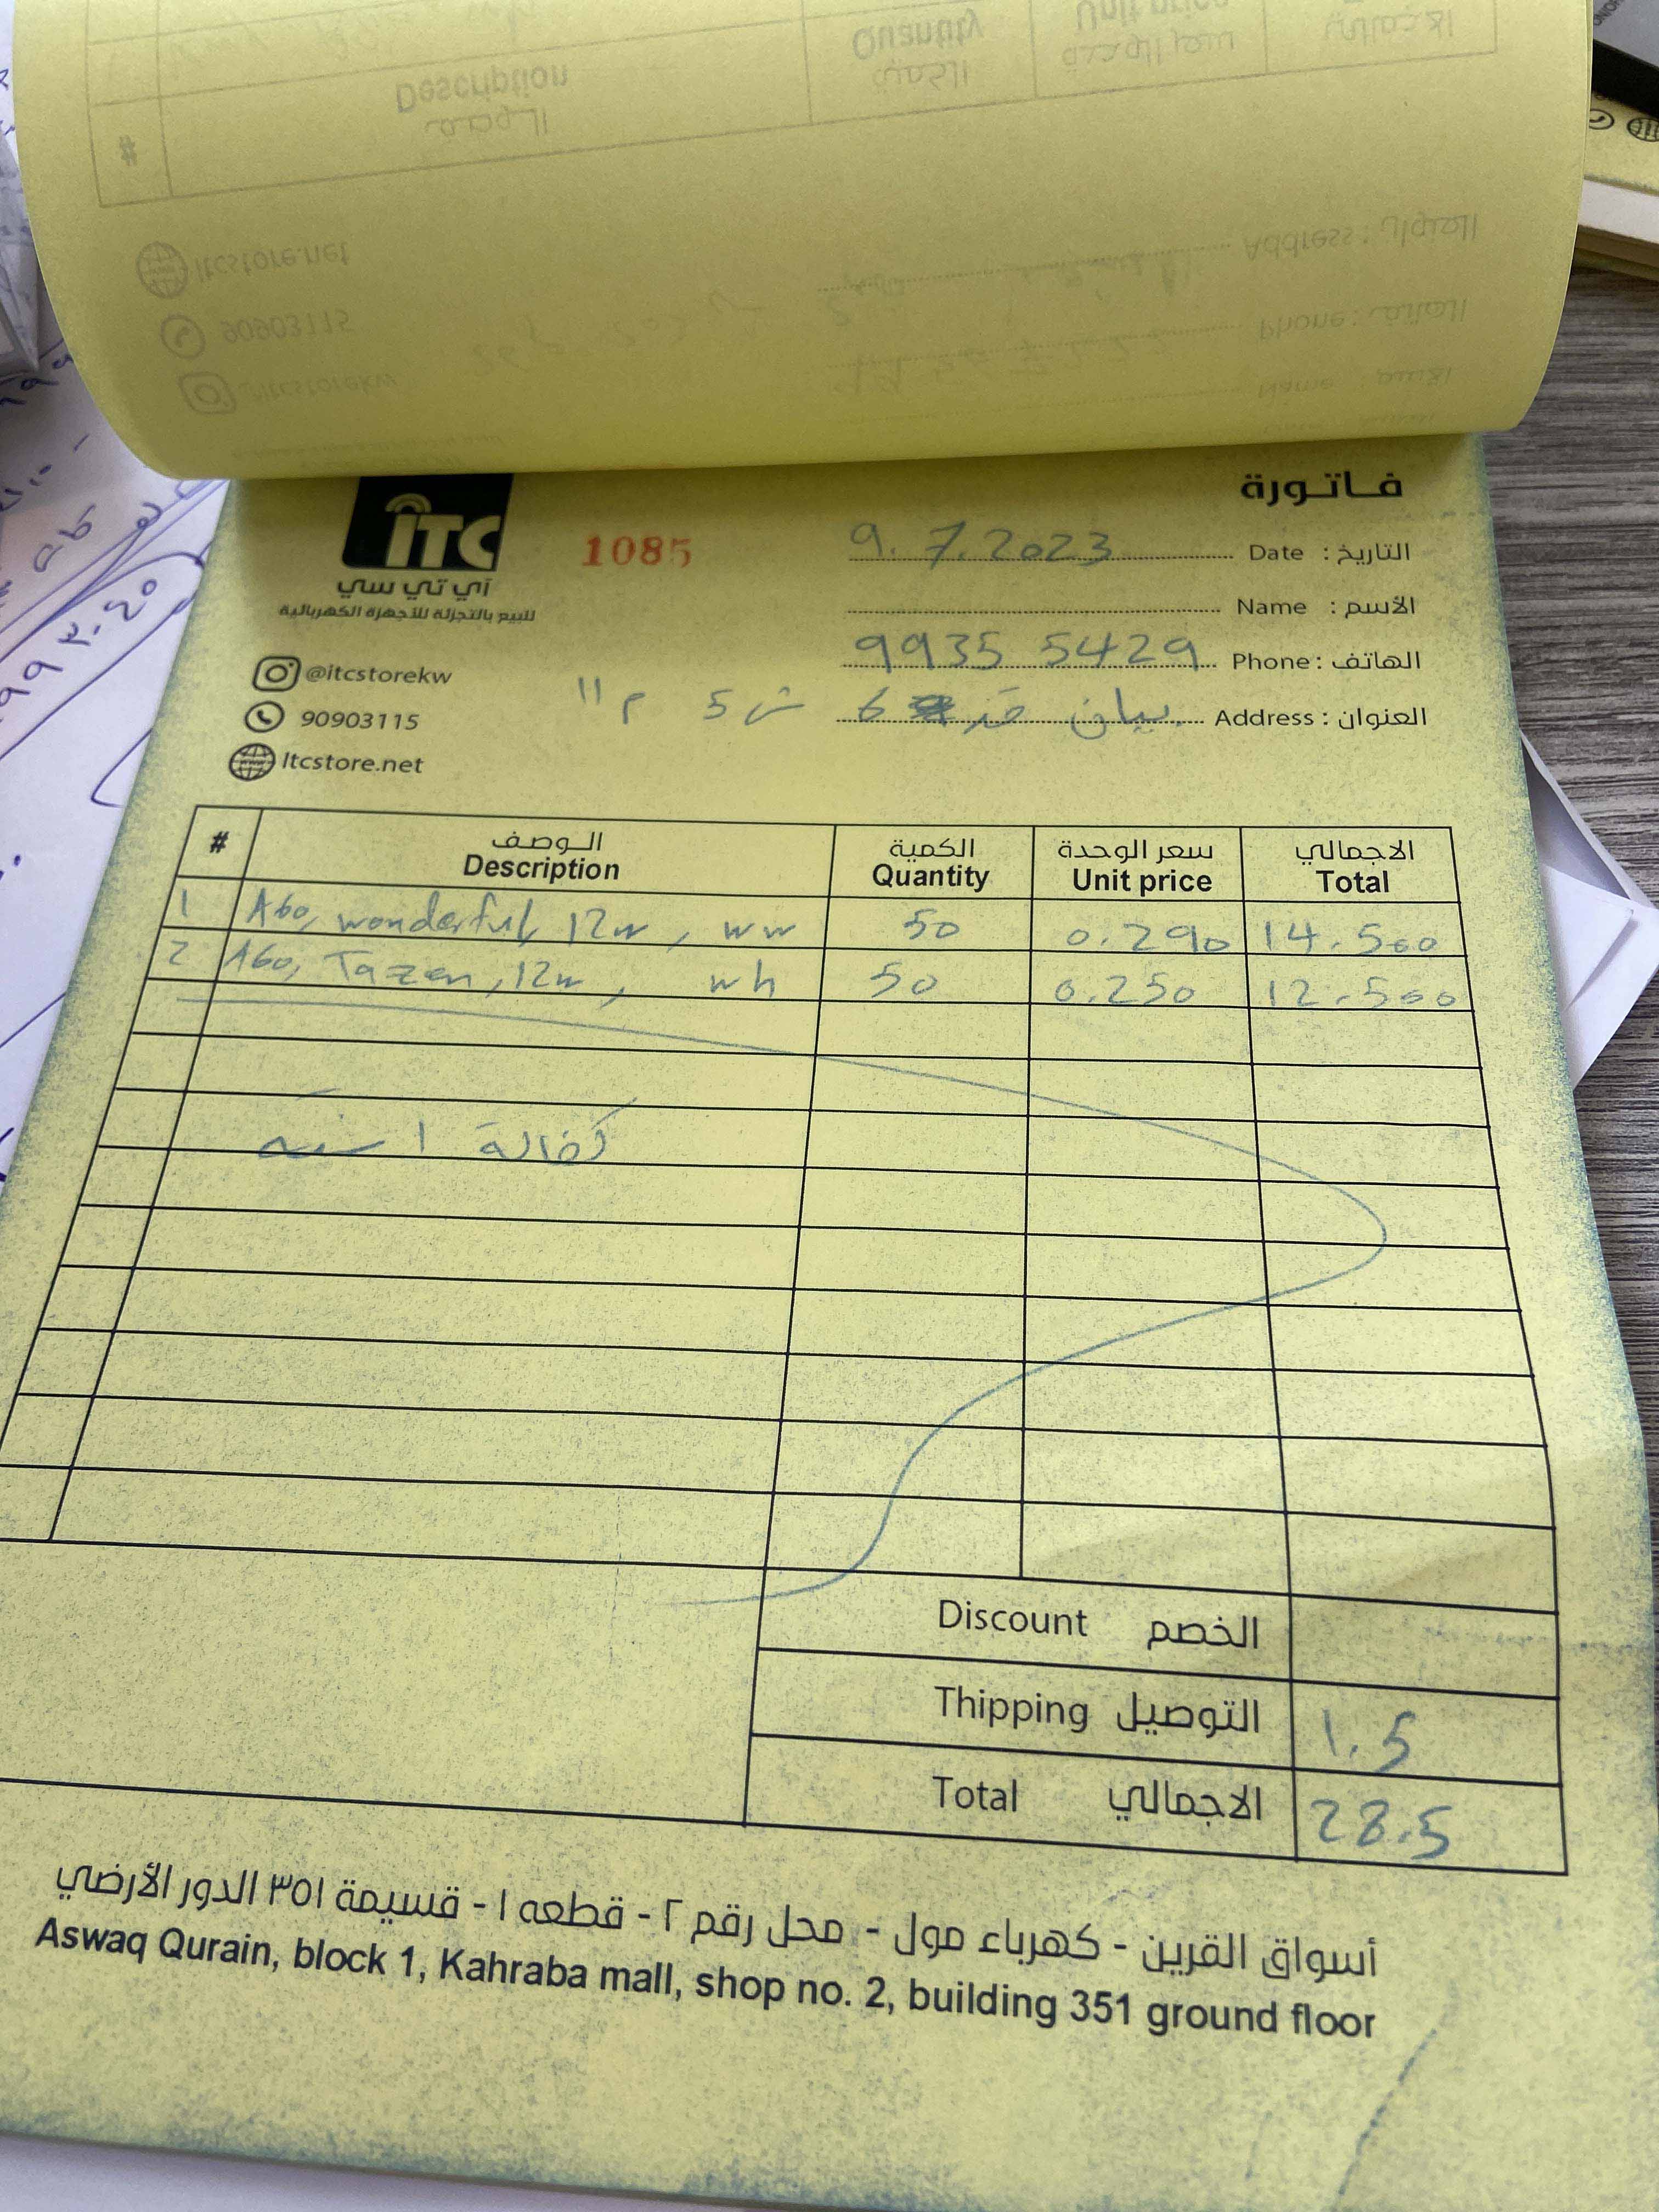 فاتورة
ITC
آي تي سي
للبيع بالتجزئة للأجهزة الكهربائية
1085
التاريخ : Date 9.7.2023
الأسم : Name
الهاتف : Phone 9935 5429
العنوان : Address بيان ق 6 ش 5 م 11
@itcstorekw
90903115
Itcstore.net
# الوصف الكمية سعر الوحدة الاجمالي
Description Quantity Unit price Total
1 A60, wonderful, 12w, ww 50 0.290 14.500
2 A60, Tazen, 12w, wh 50 0.250 12.500
كفالة ١ سنه
Discount الخصم
Thipping التوصيل 1.5
Total الاجمالي 28.5
أسواق القرين - كهرباء مول - محل رقم ٢ - قطعه ١ - قسيمة ٣٥١ الدور الأرضي
Aswaq Qurain, block 1, Kahraba mall, shop no. 2, building 351 ground floor